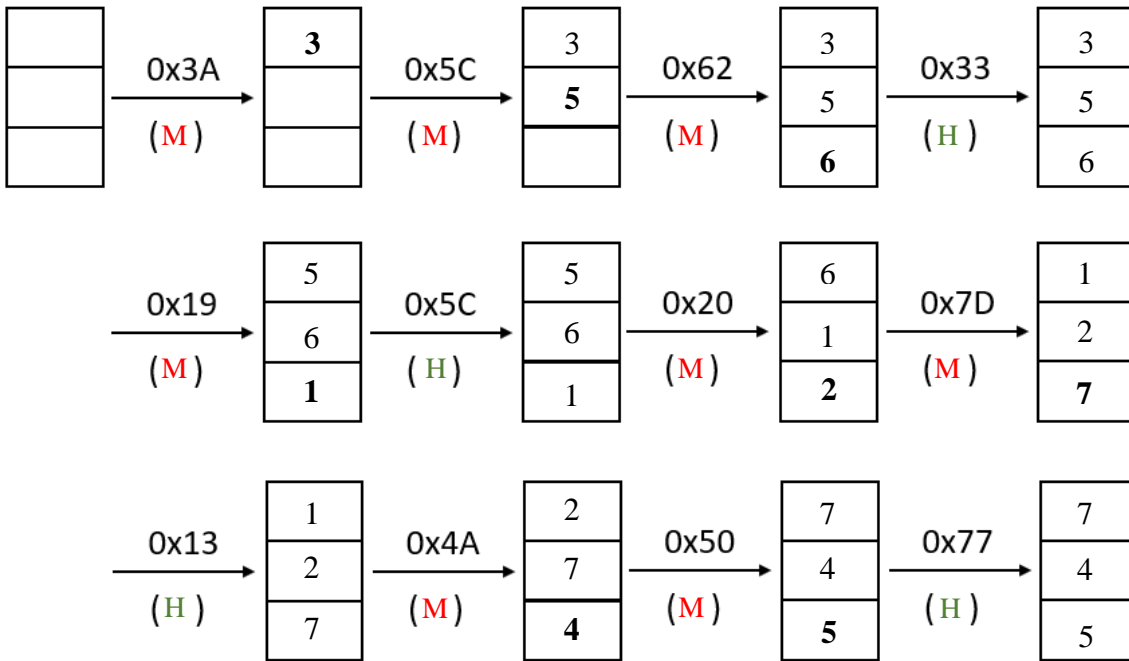 3 3 3 3
0x3A 0x5C 0x62 0x33
5 5 5
(M) (M) (M) (H)
6 6
5 5 6 1
0x19 0x5C 0x20 0x7D
6 6 1 2
(M) (H) (M) (M)
1 1 2 7
1 2 7 7
0x13 0x4A 0x50 0x77
2 7 4 4
(H) (M) (M) (H)
7 4 5 5